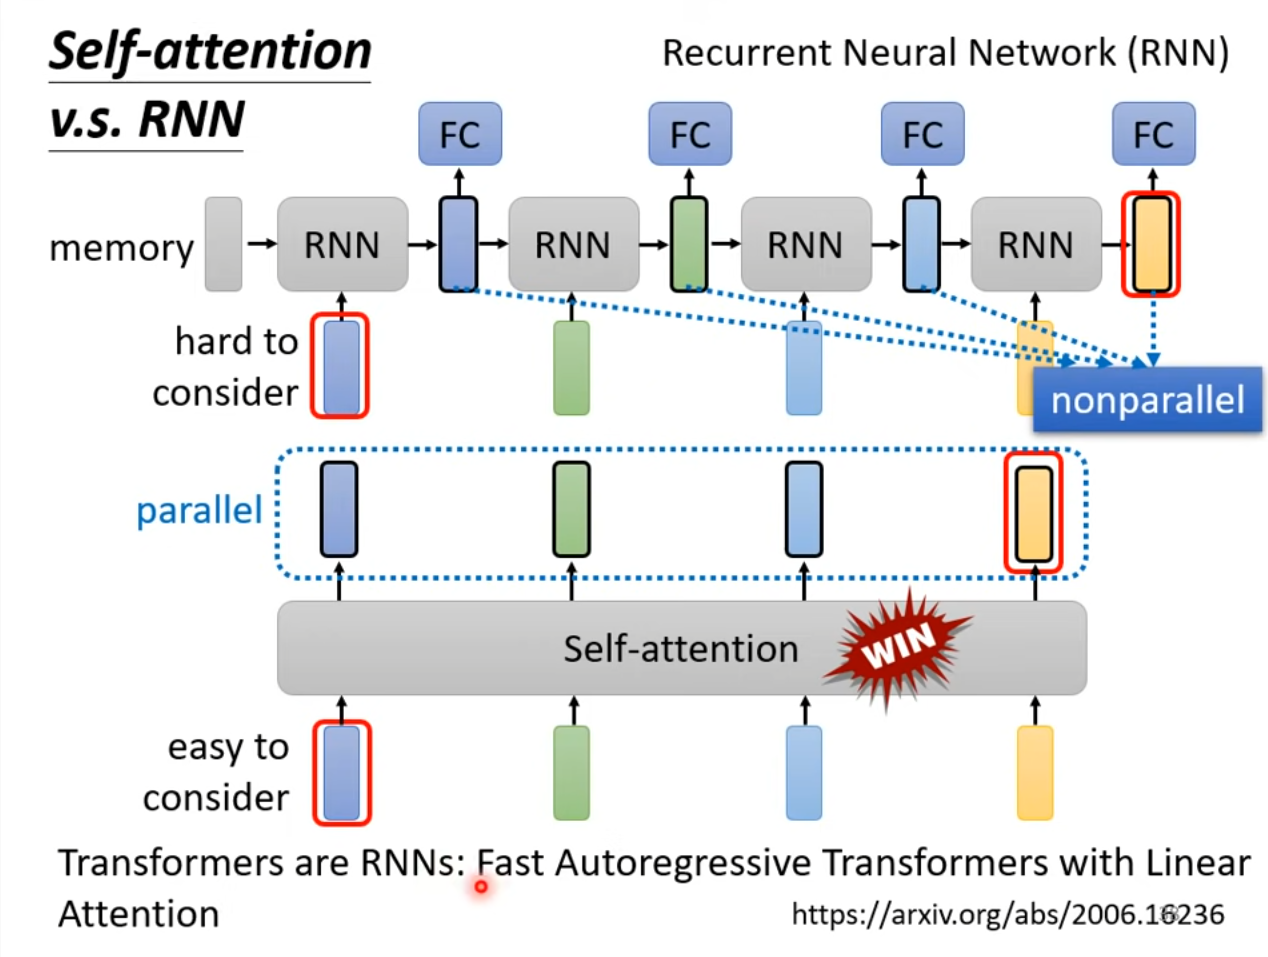 Self-attention
v.s. RNN
Recurrent Neural Network (RNN)
FC FC FC FC
memory RNN RNN RNN RNN
hard to
consider
nonparallel
parallel
Self-attention WIN
easy to
consider
Transformers are RNNs: Fast Autoregressive Transformers with Linear
Attention
https://arxiv.org/abs/2006.16236